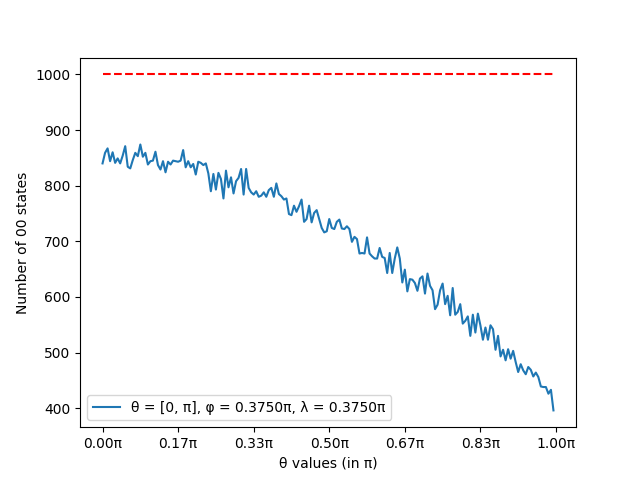 1000
900
800
700
600
500
400
Number of 00 states
θ = [0, π], φ = 0.3750π, λ = 0.3750π
0.00π 0.17π 0.33π 0.50π 0.67π 0.83π 1.00π
θ values (in π)